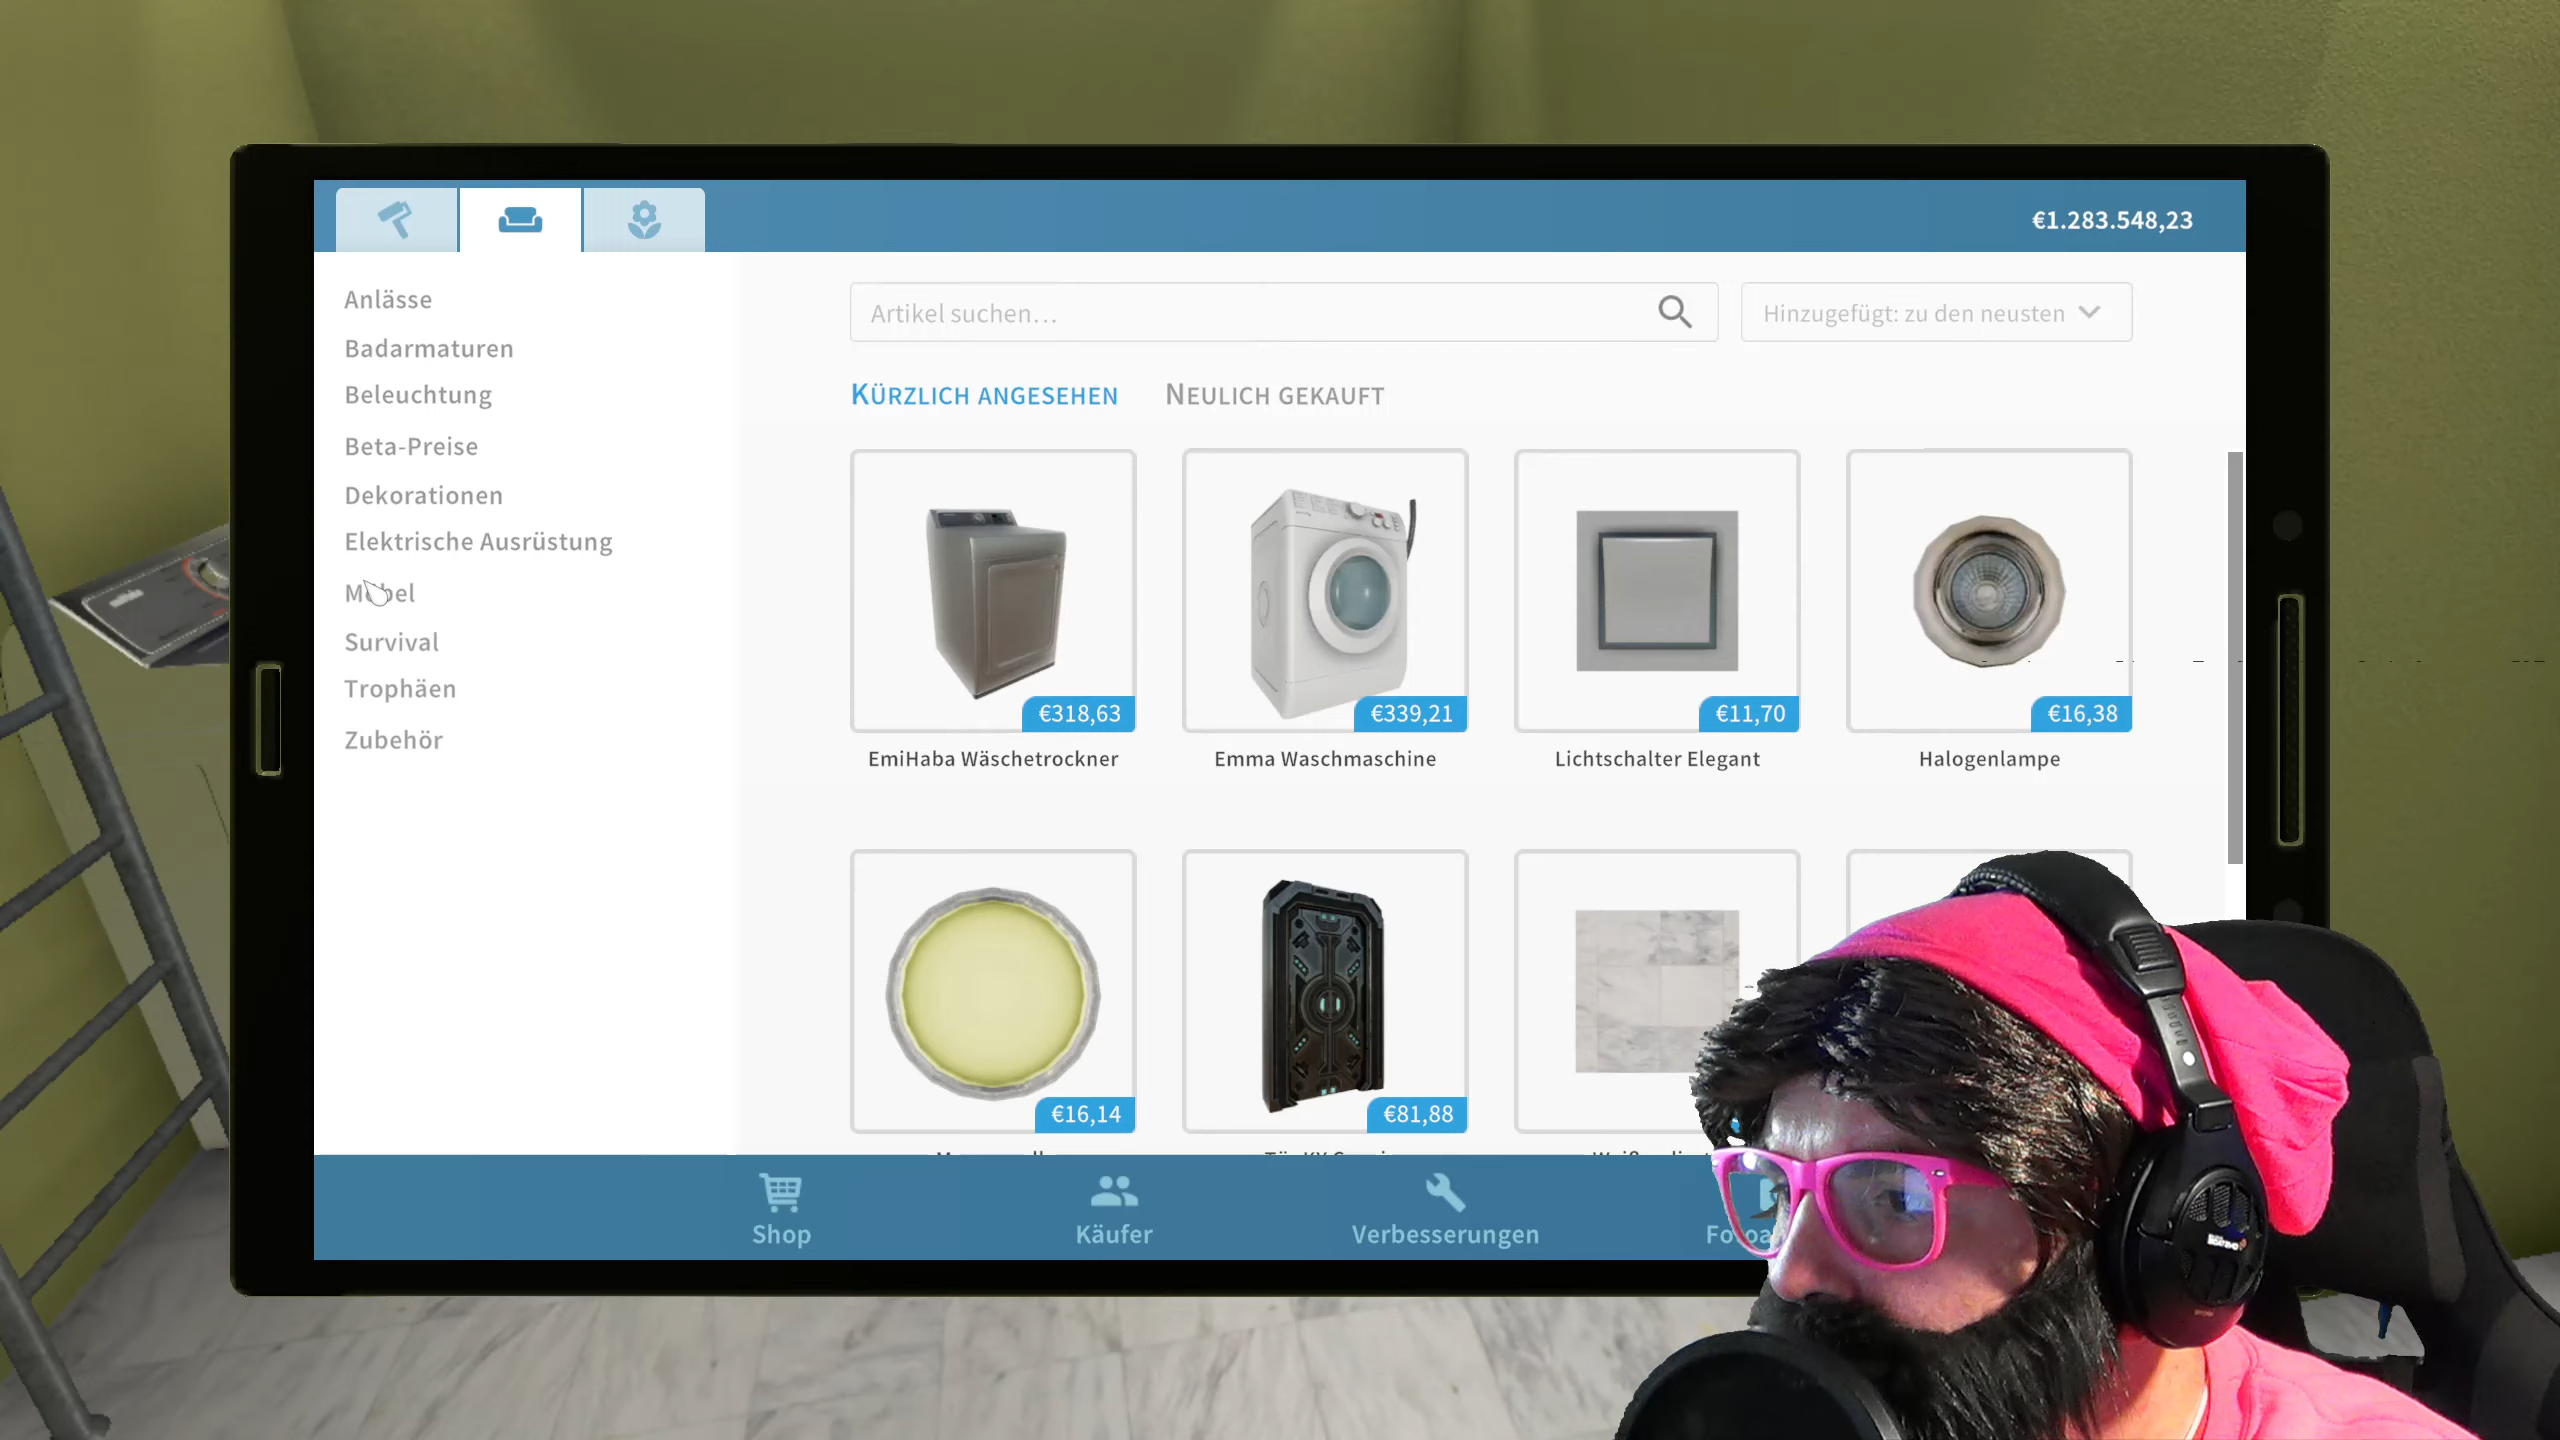 €1.283.548,23
Anlässe
Badarmaturen
Beleuchtung
Beta-Preise
Dekorationen
Elektrische Ausrüstung
Möbel
Survival
Trophäen
Zubehör
Artikel suchen...
Hinzugefügt: zu den neusten
KÜRZLICH ANGESEHEN NEULICH GEKAUFT
€318,63 €339,21 €11,70 €16,38
EmiHaba Wäschetrockner Emma Waschmaschine Lichtschalter Elegant Halogenlampe
€16,14 €81,88
Shop Käufer Verbesserungen